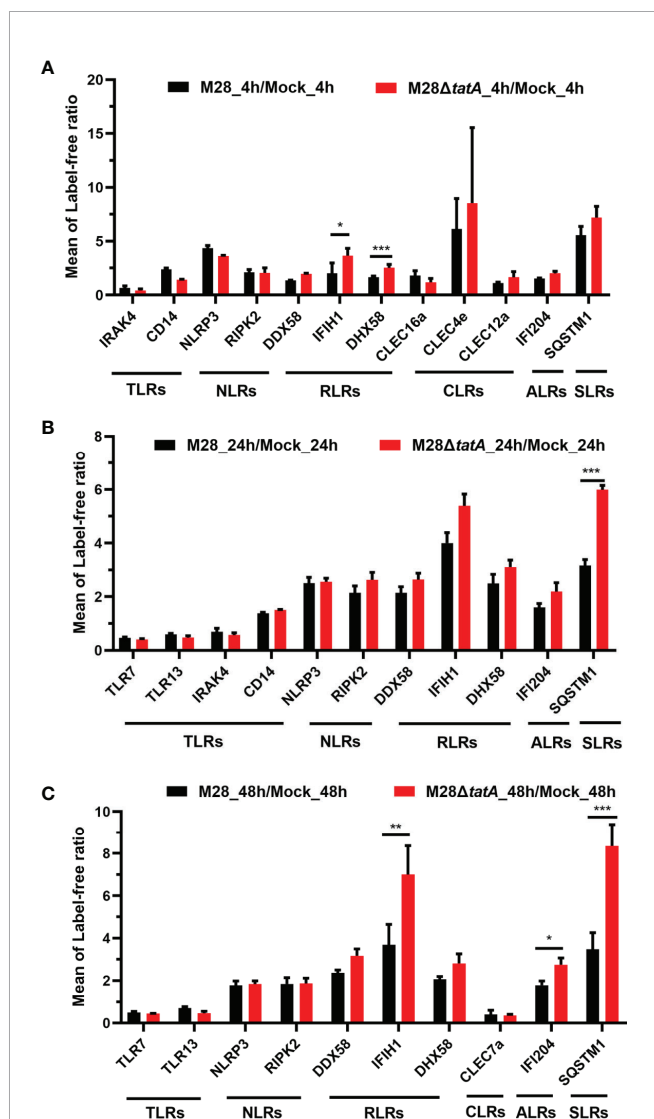 A
M28_4h/Mock_4h M28ΔtatA_4h/Mock_4h
Mean of Label-free ratio
20
15
10
5
0
* ***
IRAK4 CD14 NLRP3 RIPK2 DDX58 IFIH1 DHX58 CLEC16a CLEC4e CLEC12a IFI204 SQSTM1
TLRs NLRs RLRs CLRs ALRs SLRs
B
M28_24h/Mock_24h M28ΔtatA_24h/Mock_24h
Mean of Label-free ratio
8
6
4
2
0
***
TLR7 TLR13 IRAK4 CD14 NLRP3 RIPK2 DDX58 IFIH1 DHX58 IFI204 SQSTM1
TLRs NLRs RLRs ALRs SLRs
C
M28_48h/Mock_48h M28ΔtatA_48h/Mock_48h
Mean of Label-free ratio
10
8
6
4
2
0
** * ***
TLR7 TLR13 NLRP3 RIPK2 DDX58 IFIH1 DHX58 CLEC7a IFI204 SQSTM1
TLRs NLRs RLRs CLRs ALRs SLRs